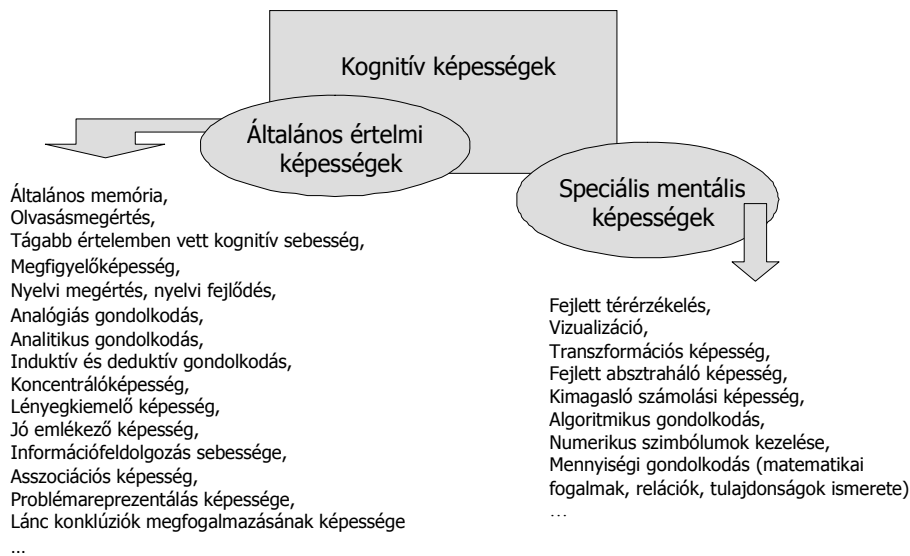 Kognitív képességek
Általános értelmi
képességek
Speciális mentális
képességek
Általános memória,
Olvasásmegértés,
Tágabb értelemben vett kognitív sebesség,
Megfigyelőképesség,
Nyelvi megértés, nyelvi fejlődés,
Analógiás gondolkodás,
Analitikus gondolkodás,
Induktív és deduktív gondolkodás,
Koncentrálóképesség,
Lényegkiemelő képesség,
Jó emlékező képesség,
Információfeldolgozás sebessége,
Asszociációs képesség,
Problémareprezentálás képessége,
Lánc konklúziók megfogalmazásának képessége
...
Fejlett térérzékelés,
Vizualizáció,
Transzformációs képesség,
Fejlett absztraháló képesség,
Kimagasló számolási képesség,
Algoritmikus gondolkodás,
Numerikus szimbólumok kezelése,
Mennyiségi gondolkodás (matematikai
fogalmak, relációk, tulajdonságok ismerete)
…